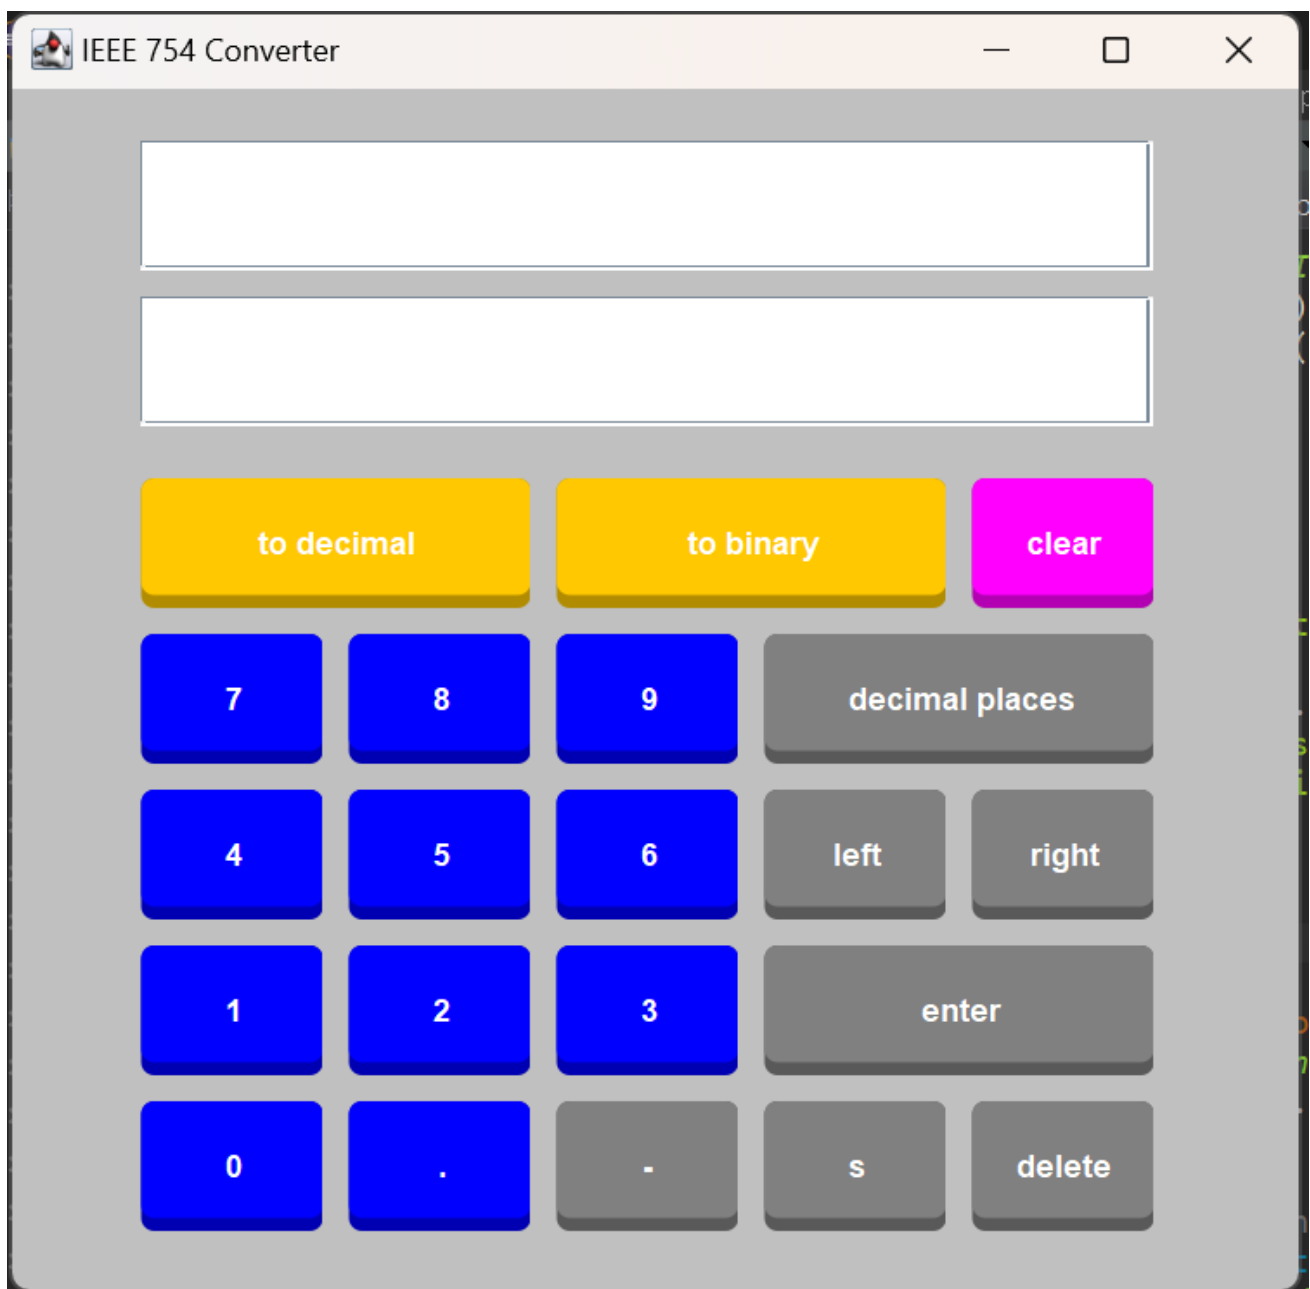 IEEE 754 Converter
to decimal to binary clear
7 8 9 decimal places
4 5 6 left right
1 2 3 enter
0 . - s delete